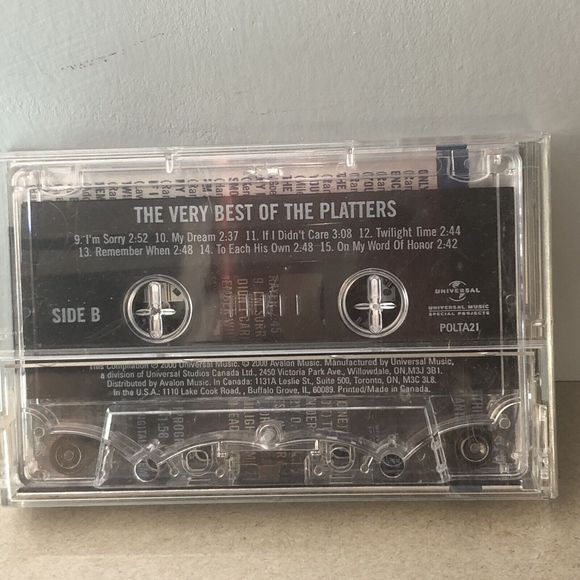 THE VERY BEST OF THE PLATTERS
9. I'm Sorry 2:52 10. My Dream 2:37 11. If I Didn't Care 3:08 12. Twilight Time 2:44
13. Remember When 2:48 14. To Each His Own 2:48 15. On My Word Of Honor 2:42
SIDE B
UNIVERSAL
UNIVERSAL MUSIC
SPECIAL PROJECTS
POLTA21
This Compilation ℗ 2000 Universal Music. © 2000 Avalon Music. Manufactured by Universal Music,
a division of Universal Studios Canada Ltd., 2450 Victoria Park Ave., Willowdale, ON,M3J 3B1.
Distributed by Avalon Music. In Canada: 1131A Leslie St., Suite 500, Toronto, ON, M3C 3L8.
In the U.S.A.: 1110 Lake Cook Road., Buffalo Grove, IL, 60089. Printed/Made in Canada.